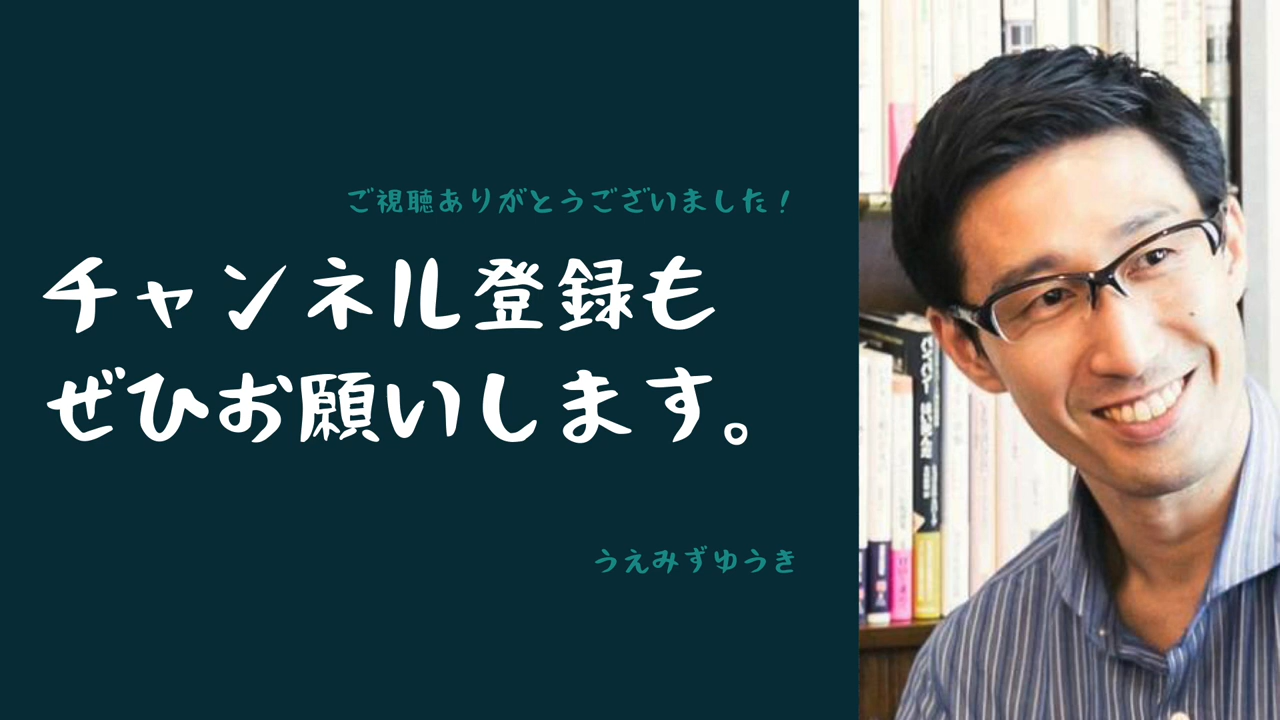 ご視聴ありがとうございました！
チャンネル登録も
ぜひお願いします。
うえみずゆうき